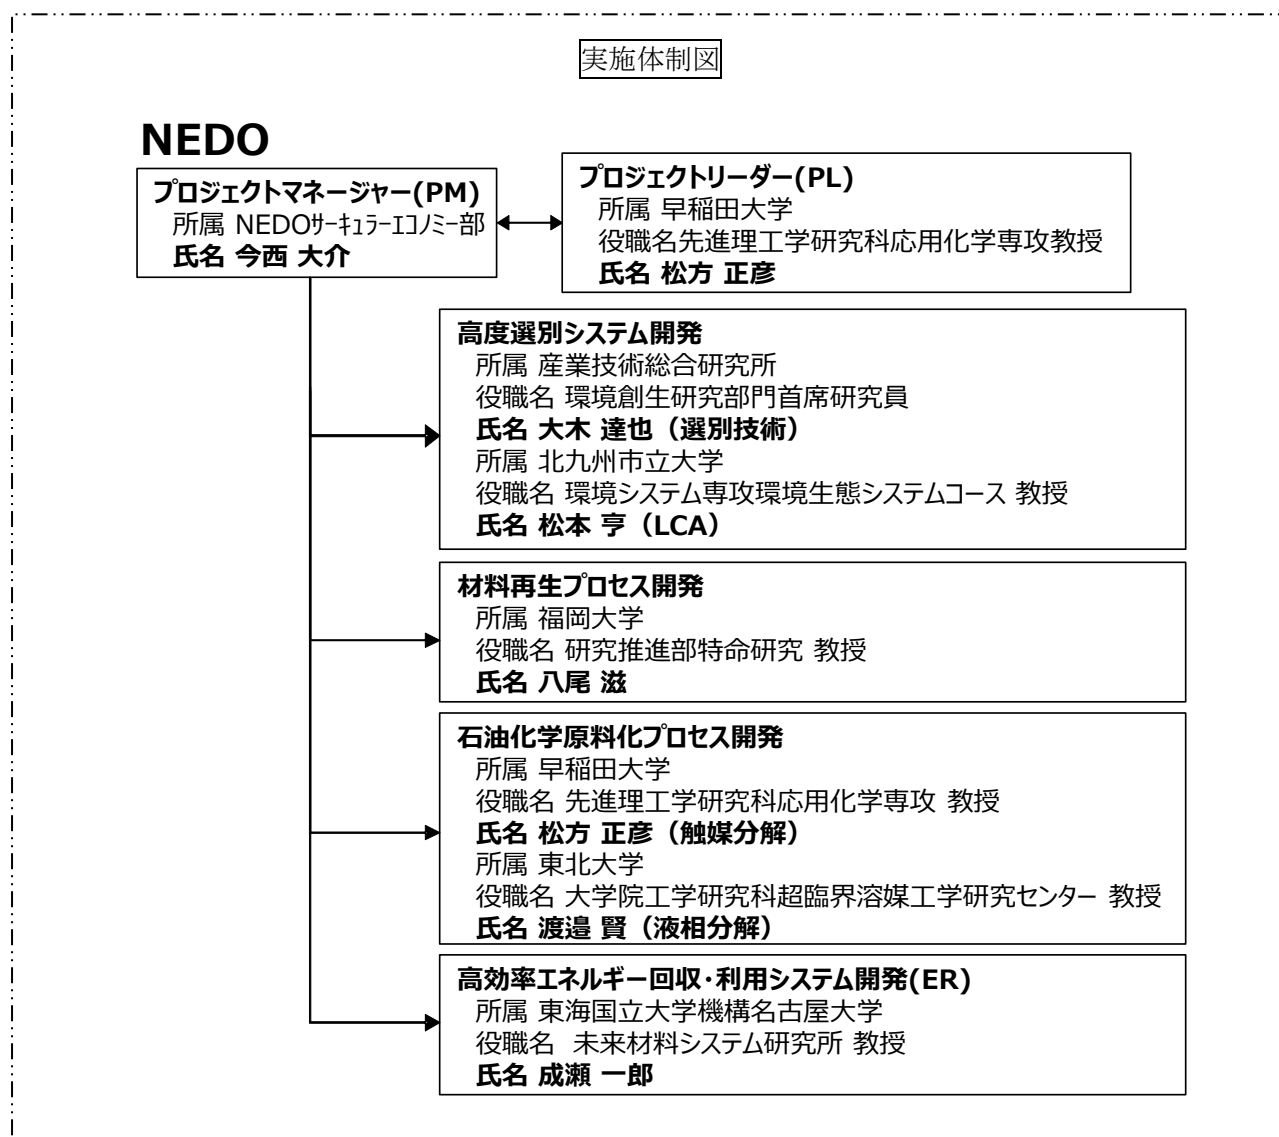 実施体制図
NEDO
プロジェクトマネージャー(PM)
所属 NEDOｻｰｷｭﾗｰｴｺﾉﾐｰ部
氏名 今西 大介
プロジェクトリーダー(PL)
所属 早稲田大学
役職名先進理工学研究科応用化学専攻教授
氏名 松方 正彦
高度選別システム開発
所属 産業技術総合研究所
役職名 環境創生研究部門首席研究員
氏名 大木 達也（選別技術）
所属 北九州市立大学
役職名 環境システム専攻環境生態システムコース 教授
氏名 松本 亨（LCA）
材料再生プロセス開発
所属 福岡大学
役職名 研究推進部特命研究 教授
氏名 八尾 滋
石油化学原料化プロセス開発
所属 早稲田大学
役職名 先進理工学研究科応用化学専攻 教授
氏名 松方 正彦（触媒分解）
所属 東北大学
役職名 大学院工学研究科超臨界溶媒工学研究センター 教授
氏名 渡邉 賢（液相分解）
高効率エネルギー回収・利用システム開発(ER)
所属 東海国立大学機構名古屋大学
役職名 未来材料システム研究所 教授
氏名 成瀬 一郎